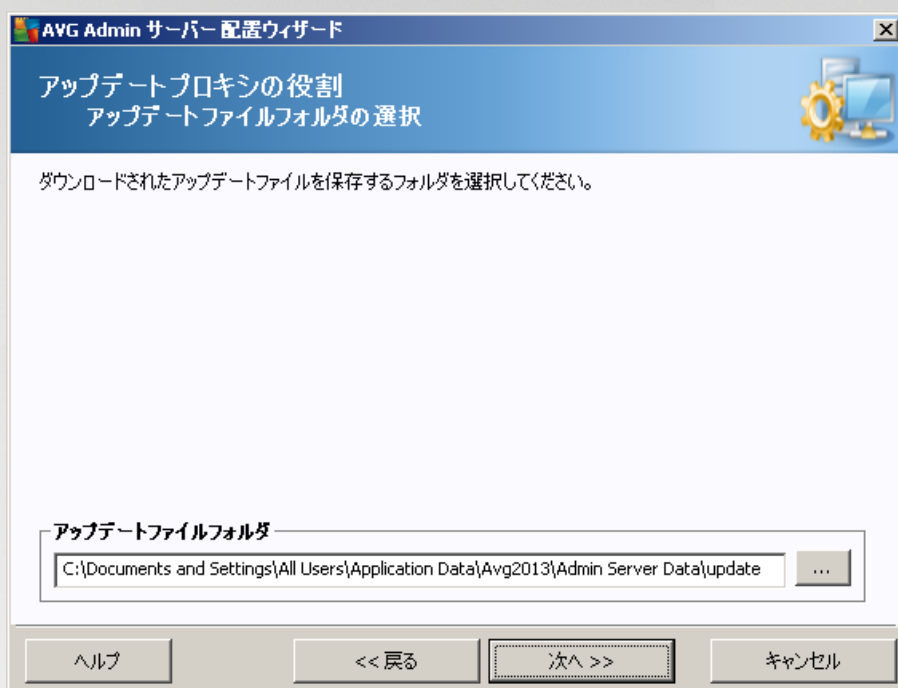 AVG Admin サーバー 配置ウィザード
アップデートプロキシの役割
アップデートファイルフォルダの選択
ダウンロードされたアップデートファイルを保存するフォルダを選択してください。
アップデートファイルフォルダ
C:\Documents and Settings\All Users\Application Data\Avg2013\Admin Server Data\update
...
ヘルプ
<< 戻る
次へ >>
キャンセル